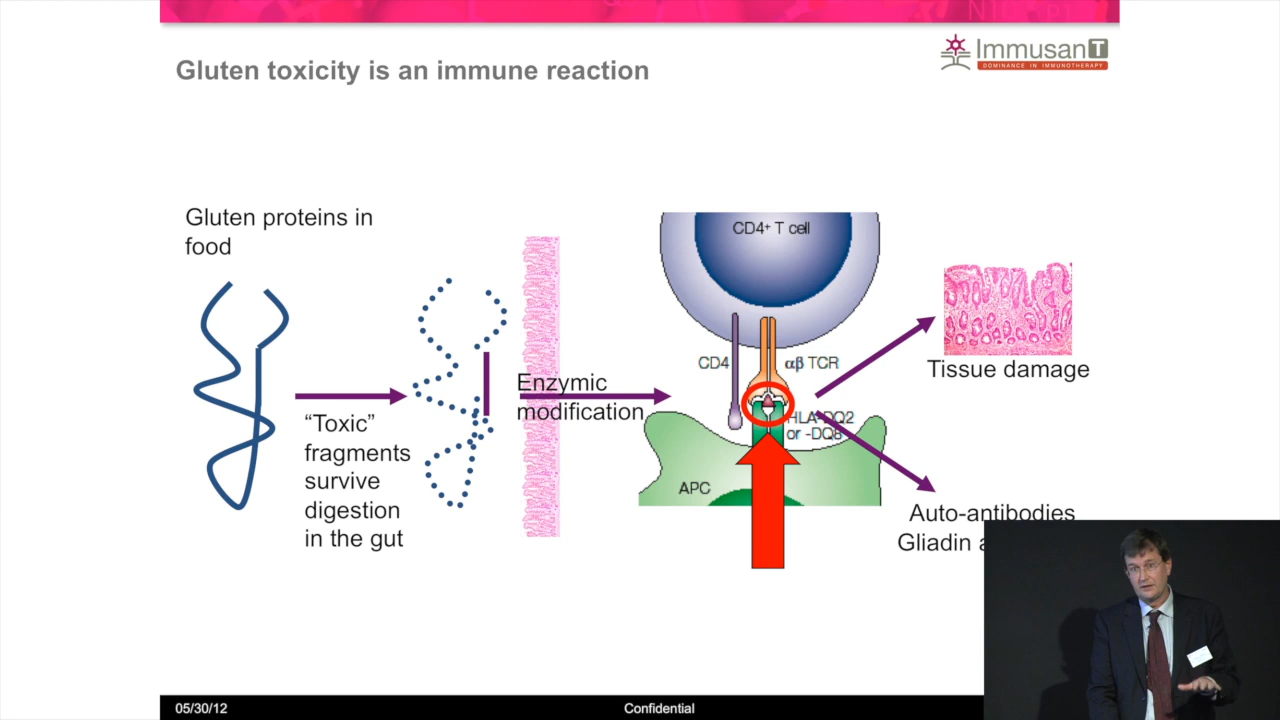 Gluten toxicity is an immune reaction
ImmusanT
DOMINANCE IN IMMUNOTHERAPY
Gluten proteins in
food
"Toxic"
fragments
survive
digestion
in the gut
Enzymic
modification
CD4+ T cell
CD4
αβ TCR
HLA-DQ2
or -DQ8
APC
Tissue damage
Auto-antibodies
Gliadin
05/30/12
Confidential